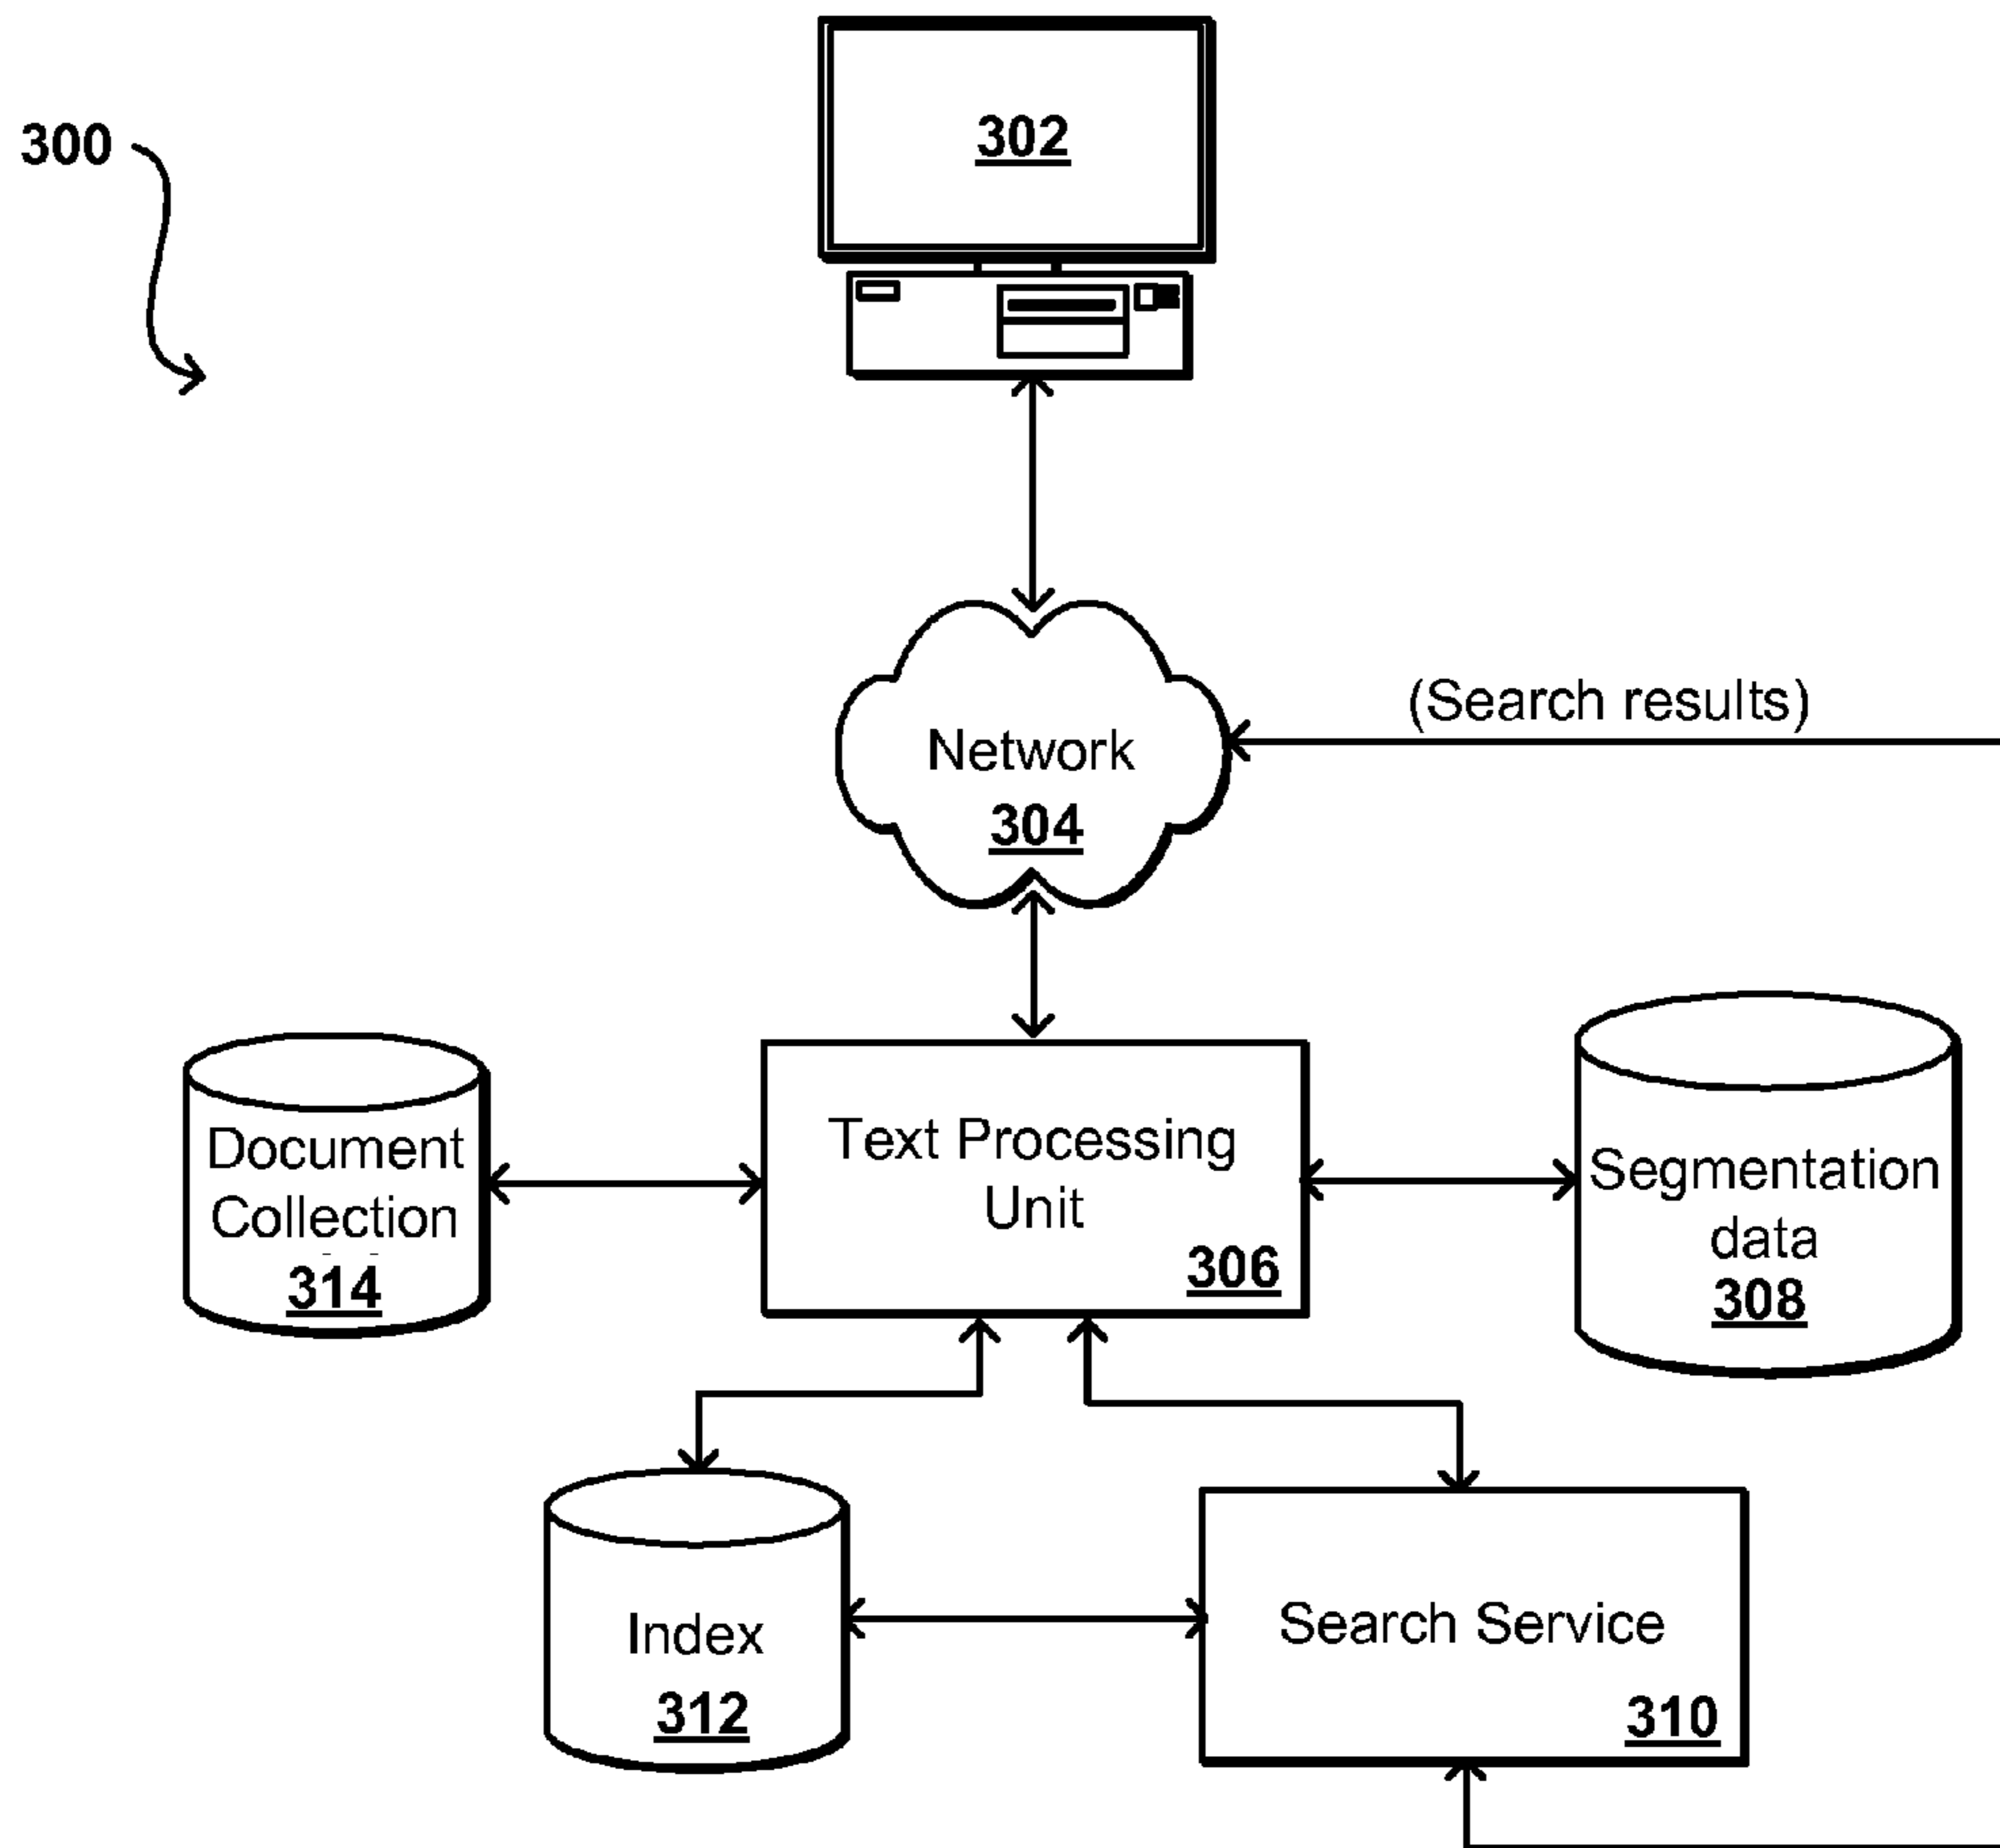 302
300
(Search results)
Network
304
Document
Collection
314
Text Processing
Unit
306
Segmentation
data
308
Index
312
Search Service
310